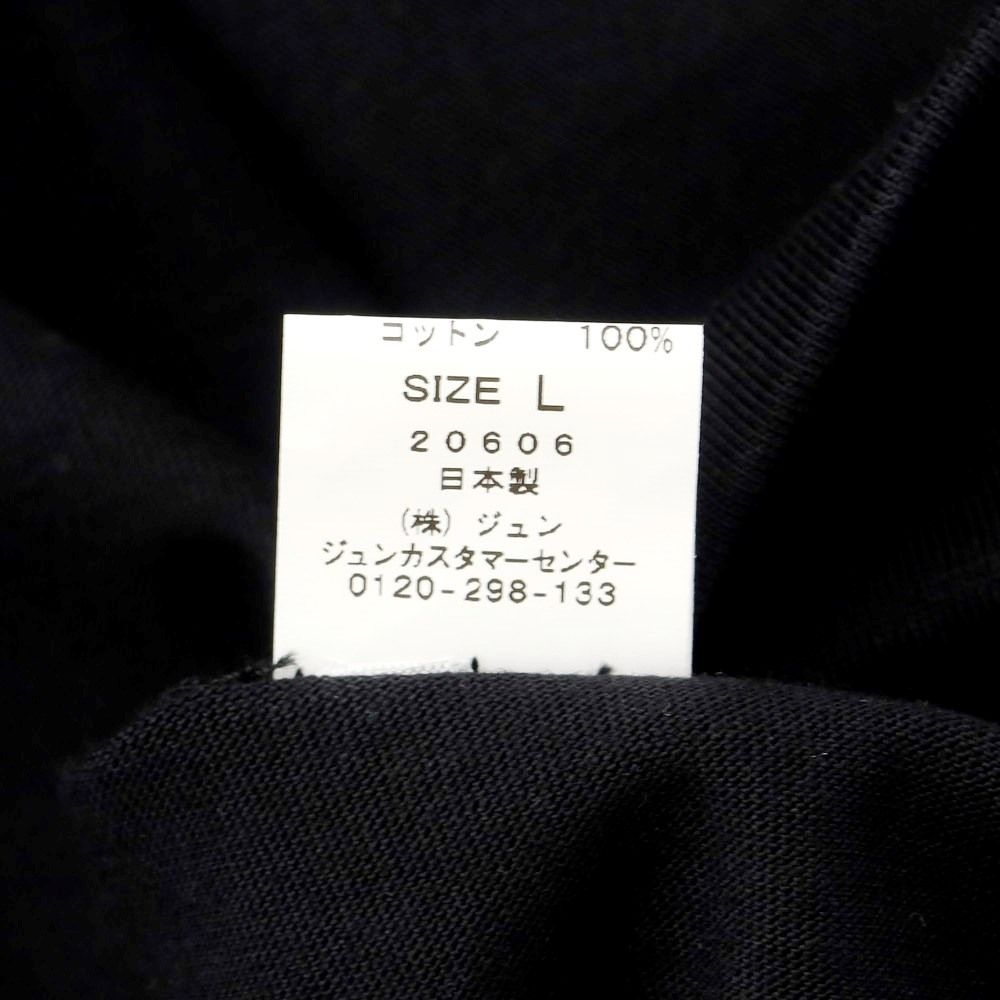 コットン 100%
SIZE L
20606
日本製
(株) ジュン
ジュンカスタマーセンター
0120-298-133